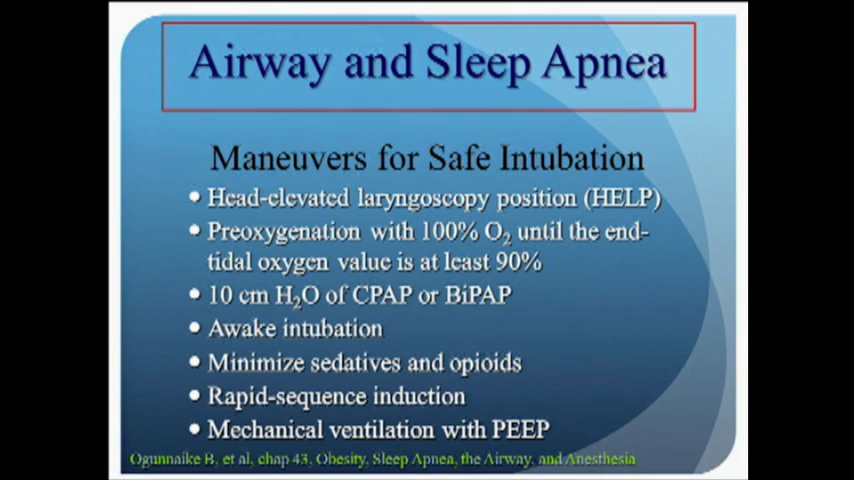 Airway and Sleep Apnea
Maneuvers for Safe Intubation
• Head-elevated laryngoscopy position (HELP)
• Preoxygenation with 100% O₂ until the end-
tidal oxygen value is at least 90%
• 10 cm H₂O of CPAP or BiPAP
• Awake intubation
• Minimize sedatives and opioids
• Rapid-sequence induction
• Mechanical ventilation with PEEP
Ogunnaike B, et al, chap 43, Obesity, Sleep Apnea, the Airway, and Anesthesia